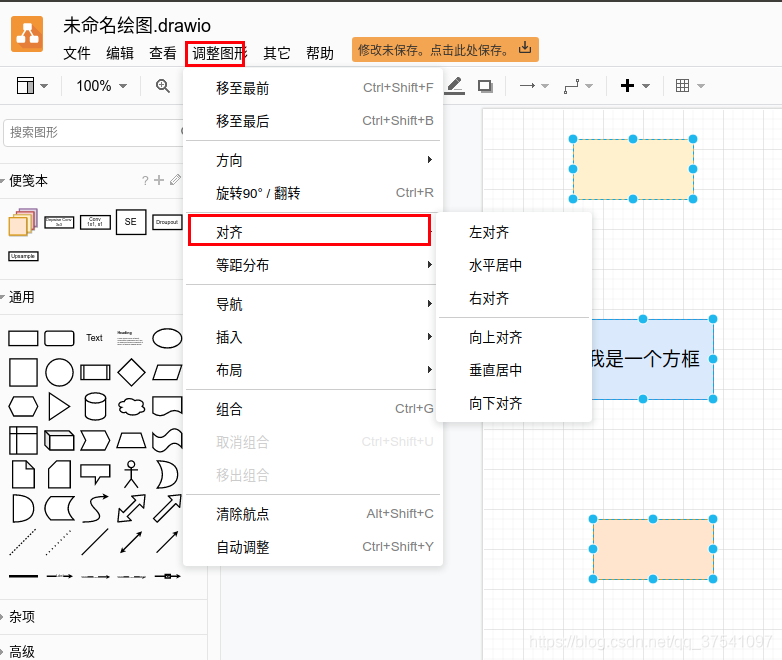 未命名绘图.drawio
文件 编辑 查看 调整图形 其它 帮助 修改未保存。点击此处保存。
100%
移至最前 Ctrl+Shift+F
移至最后 Ctrl+Shift+B
搜索图形
方向
便笺本 ? +
旋转90° / 翻转 Ctrl+R
Conv SE Droupout
对齐 左对齐
Upsample
等距分布 水平居中
通用
导航 右对齐
插入 向上对齐
Text Heading
我是一个方框
布局 垂直居中
组合 Ctrl+G 向下对齐
取消组合 Ctrl+Shift+U
移出组合
清除航点 Alt+Shift+C
自动调整 Ctrl+Shift+Y
杂项
https://blog.csdn.net/qq_37541097
高级